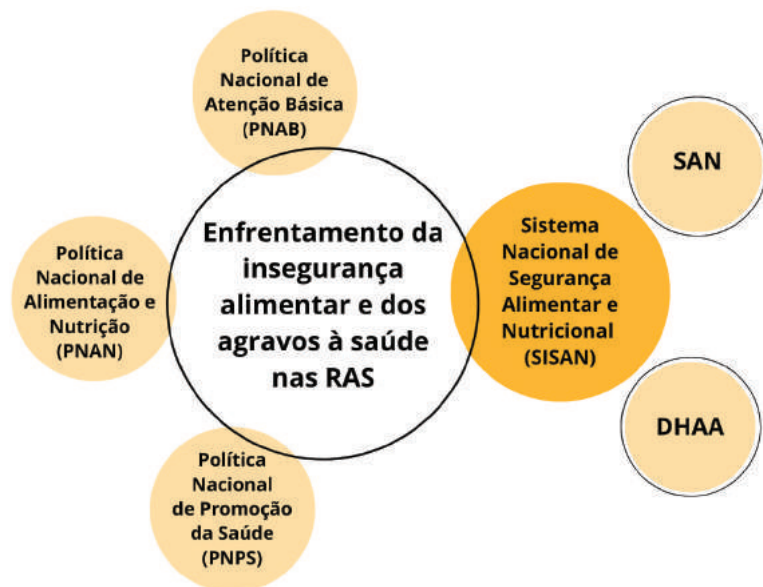 Política
Nacional de
Atenção Básica
(PNAB)
SAN
Enfrentamento da
insegurança
alimentar e dos
agravos à saúde
nas RAS
Sistema
Nacional de
Segurança
Alimentar e
Nutricional
(SISAN)
Política
Nacional de
Alimentação e
Nutrição
(PNAN)
DHAA
Política
Nacional
de Promoção
da Saúde
(PNPS)